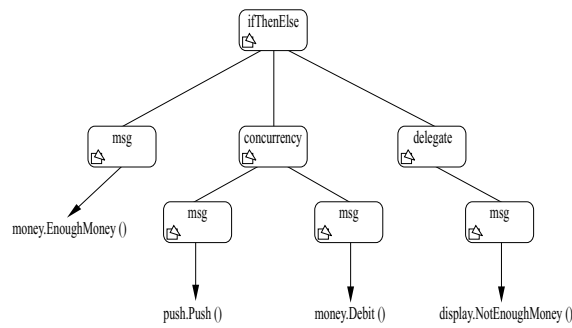 ifThenElse
msg
concurrency
delegate
money.EnoughMoney ()
msg
msg
msg
push.Push ()
money.Debit ()
display.NotEnoughMoney ()